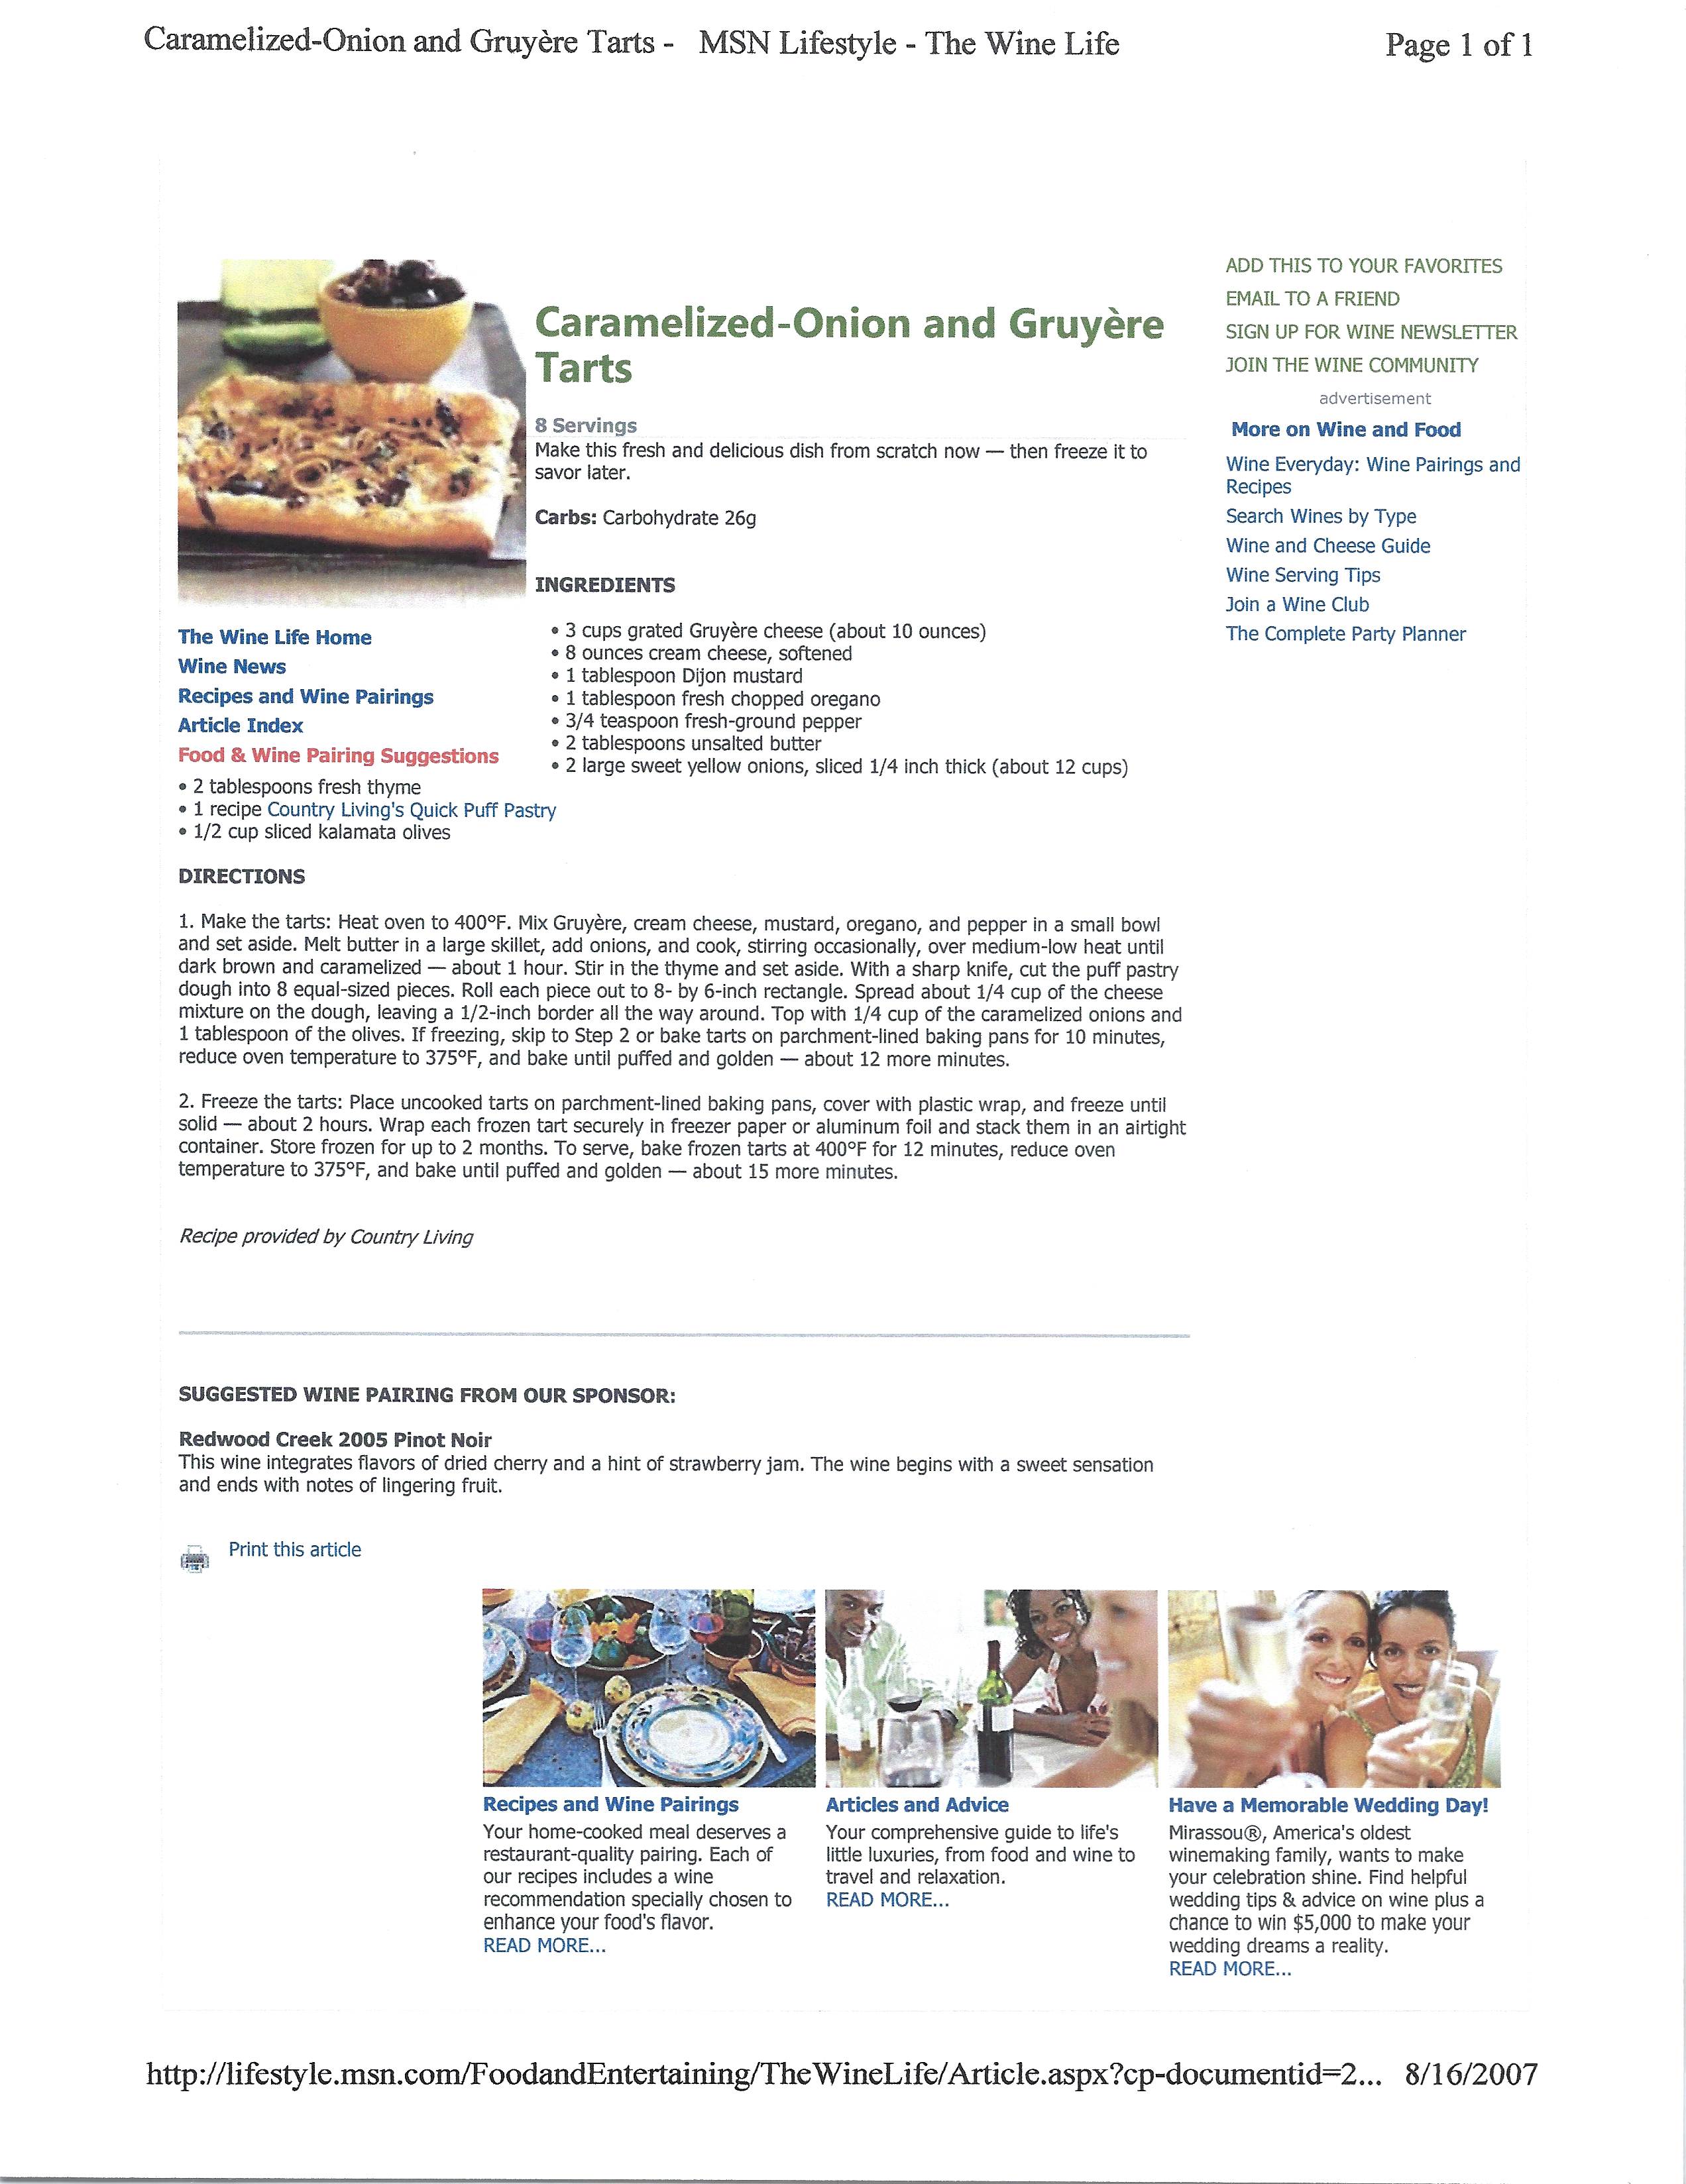 Caramelized-Onion and Gruyère Tarts - MSN Lifestyle - The Wine Life Page 1 of 1
Caramelized-Onion and Gruyère
Tarts
8 Servings
Make this fresh and delicious dish from scratch now — then freeze it to
savor later.
Carbs: Carbohydrate 26g
INGREDIENTS
• 3 cups grated Gruyère cheese (about 10 ounces)
• 8 ounces cream cheese, softened
• 1 tablespoon Dijon mustard
• 1 tablespoon fresh chopped oregano
• 3/4 teaspoon fresh-ground pepper
• 2 tablespoons unsalted butter
• 2 large sweet yellow onions, sliced 1/4 inch thick (about 12 cups)
The Wine Life Home
Wine News
Recipes and Wine Pairings
Article Index
Food & Wine Pairing Suggestions
• 2 tablespoons fresh thyme
• 1 recipe Country Living's Quick Puff Pastry
• 1/2 cup sliced kalamata olives
ADD THIS TO YOUR FAVORITES
EMAIL TO A FRIEND
SIGN UP FOR WINE NEWSLETTER
JOIN THE WINE COMMUNITY
advertisement
More on Wine and Food
Wine Everyday: Wine Pairings and
Recipes
Search Wines by Type
Wine and Cheese Guide
Wine Serving Tips
Join a Wine Club
The Complete Party Planner
DIRECTIONS
1. Make the tarts: Heat oven to 400°F. Mix Gruyère, cream cheese, mustard, oregano, and pepper in a small bowl
and set aside. Melt butter in a large skillet, add onions, and cook, stirring occasionally, over medium-low heat until
dark brown and caramelized — about 1 hour. Stir in the thyme and set aside. With a sharp knife, cut the puff pastry
dough into 8 equal-sized pieces. Roll each piece out to 8- by 6-inch rectangle. Spread about 1/4 cup of the cheese
mixture on the dough, leaving a 1/2-inch border all the way around. Top with 1/4 cup of the caramelized onions and
1 tablespoon of the olives. If freezing, skip to Step 2 or bake tarts on parchment-lined baking pans for 10 minutes,
reduce oven temperature to 375°F, and bake until puffed and golden — about 12 more minutes.
2. Freeze the tarts: Place uncooked tarts on parchment-lined baking pans, cover with plastic wrap, and freeze until
solid — about 2 hours. Wrap each frozen tart securely in freezer paper or aluminum foil and stack them in an airtight
container. Store frozen for up to 2 months. To serve, bake frozen tarts at 400°F for 12 minutes, reduce oven
temperature to 375°F, and bake until puffed and golden — about 15 more minutes.
Recipe provided by Country Living
SUGGESTED WINE PAIRING FROM OUR SPONSOR:
Redwood Creek 2005 Pinot Noir
This wine integrates flavors of dried cherry and a hint of strawberry jam. The wine begins with a sweet sensation
and ends with notes of lingering fruit.
Print this article
Recipes and Wine Pairings
Your home-cooked meal deserves a
restaurant-quality pairing. Each of
our recipes includes a wine
recommendation specially chosen to
enhance your food's flavor.
READ MORE...
Articles and Advice
Your comprehensive guide to life's
little luxuries, from food and wine to
travel and relaxation.
READ MORE...
Have a Memorable Wedding Day!
Mirassou®, America's oldest
winemaking family, wants to make
your celebration shine. Find helpful
wedding tips & advice on wine plus a
chance to win $5,000 to make your
wedding dreams a reality.
READ MORE...
http://lifestyle.msn.com/FoodandEntertaining/TheWineLife/Article.aspx?cp-documentid=2... 8/16/2007